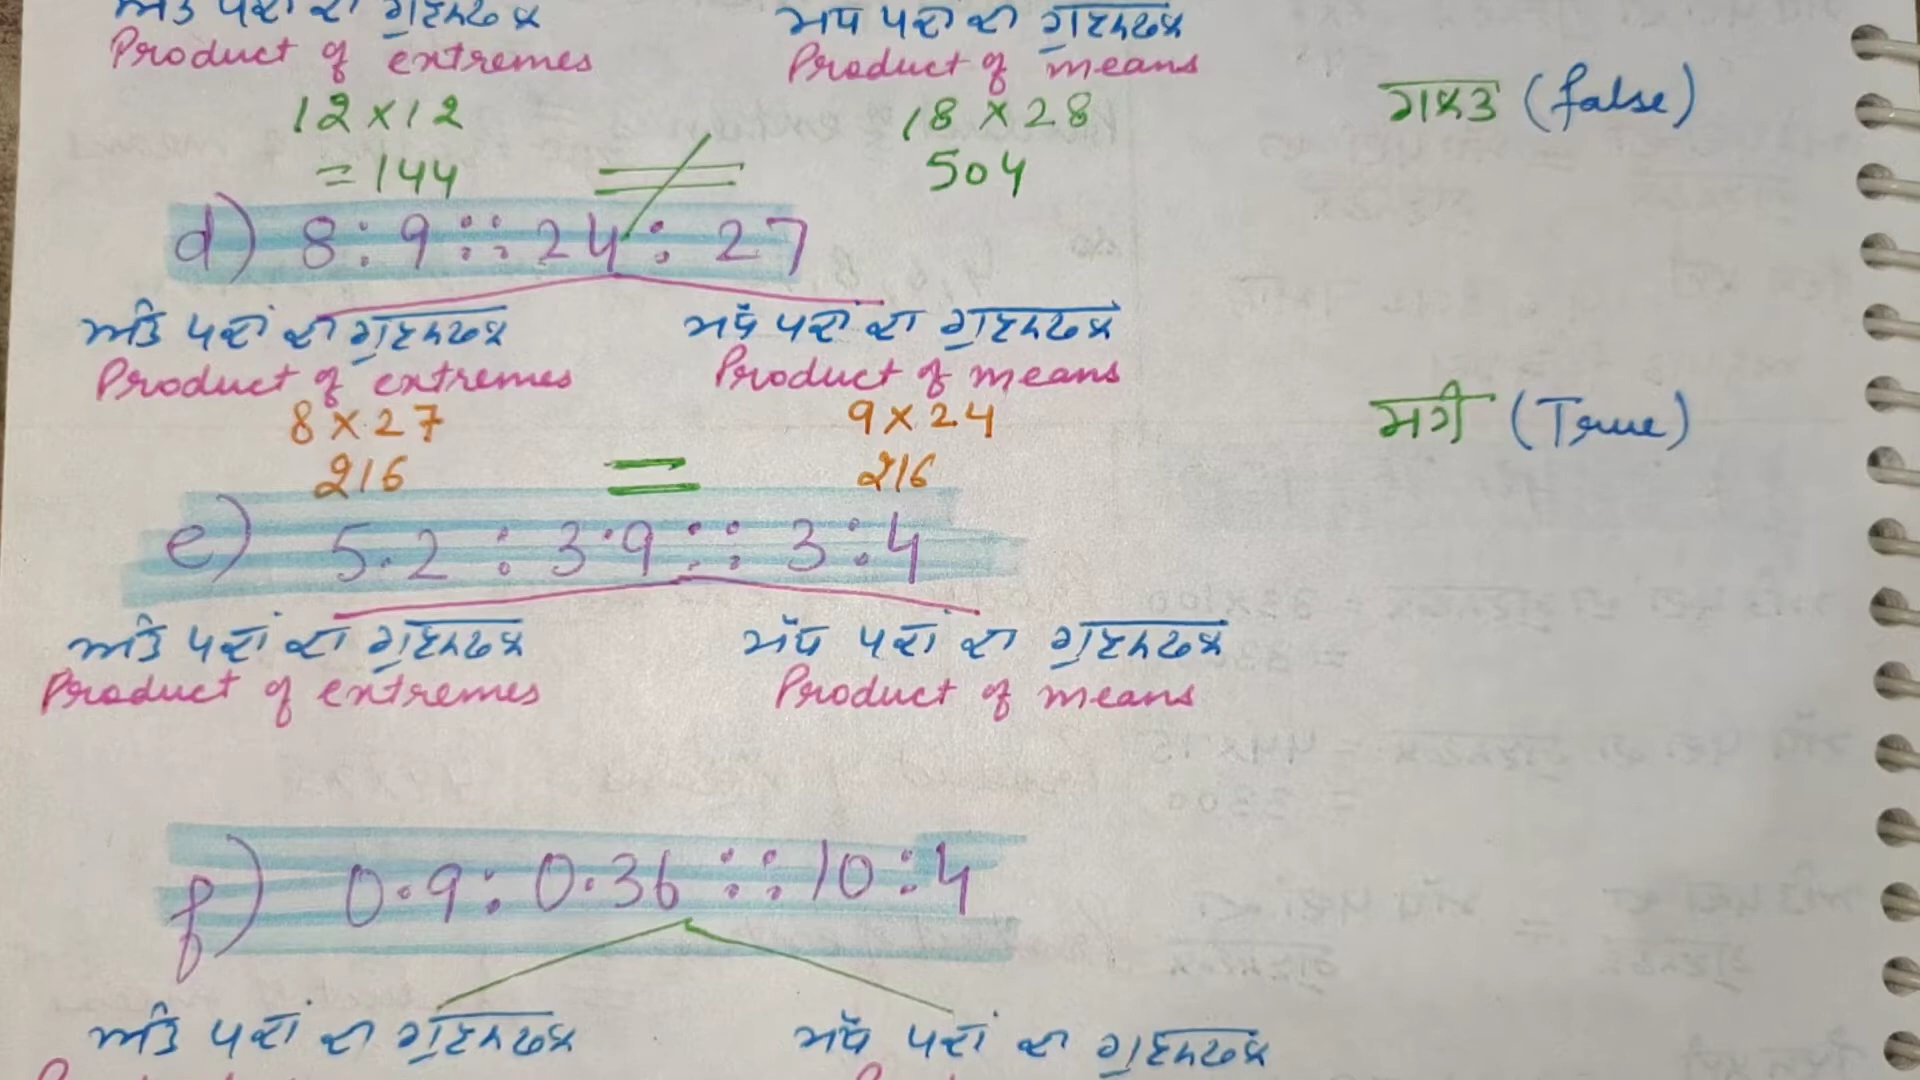 ਅੰਤ ਪਦਾਂ ਦਾ ਗੁਣਨਫਲ ਮੱਧ ਪਦਾਂ ਦਾ ਗੁਣਨਫਲ
Product of extremes Product of means
ਗਲਤ (false)
12 × 12 18 × 28
= 144 ≠ 504
d) 8 : 9 :: 24 : 27
ਅੰਤ ਪਦਾਂ ਦਾ ਗੁਣਨਫਲ ਮੱਧ ਪਦਾਂ ਦਾ ਗੁਣਨਫਲ
Product of extremes Product of means
8 × 27 9 × 24 ਸਹੀ (True)
216 = 216
e) 5.2 : 3.9 :: 3 : 4
ਅੰਤ ਪਦਾਂ ਦਾ ਗੁਣਨਫਲ ਮੱਧ ਪਦਾਂ ਦਾ ਗੁਣਨਫਲ
Product of extremes Product of means
f) 0.9 : 0.36 :: 10 : 4
ਅੰਤ ਪਦਾਂ ਦਾ ਗੁਣਨਫਲ ਮੱਧ ਪਦਾਂ ਦਾ ਗੁਣਨਫਲ